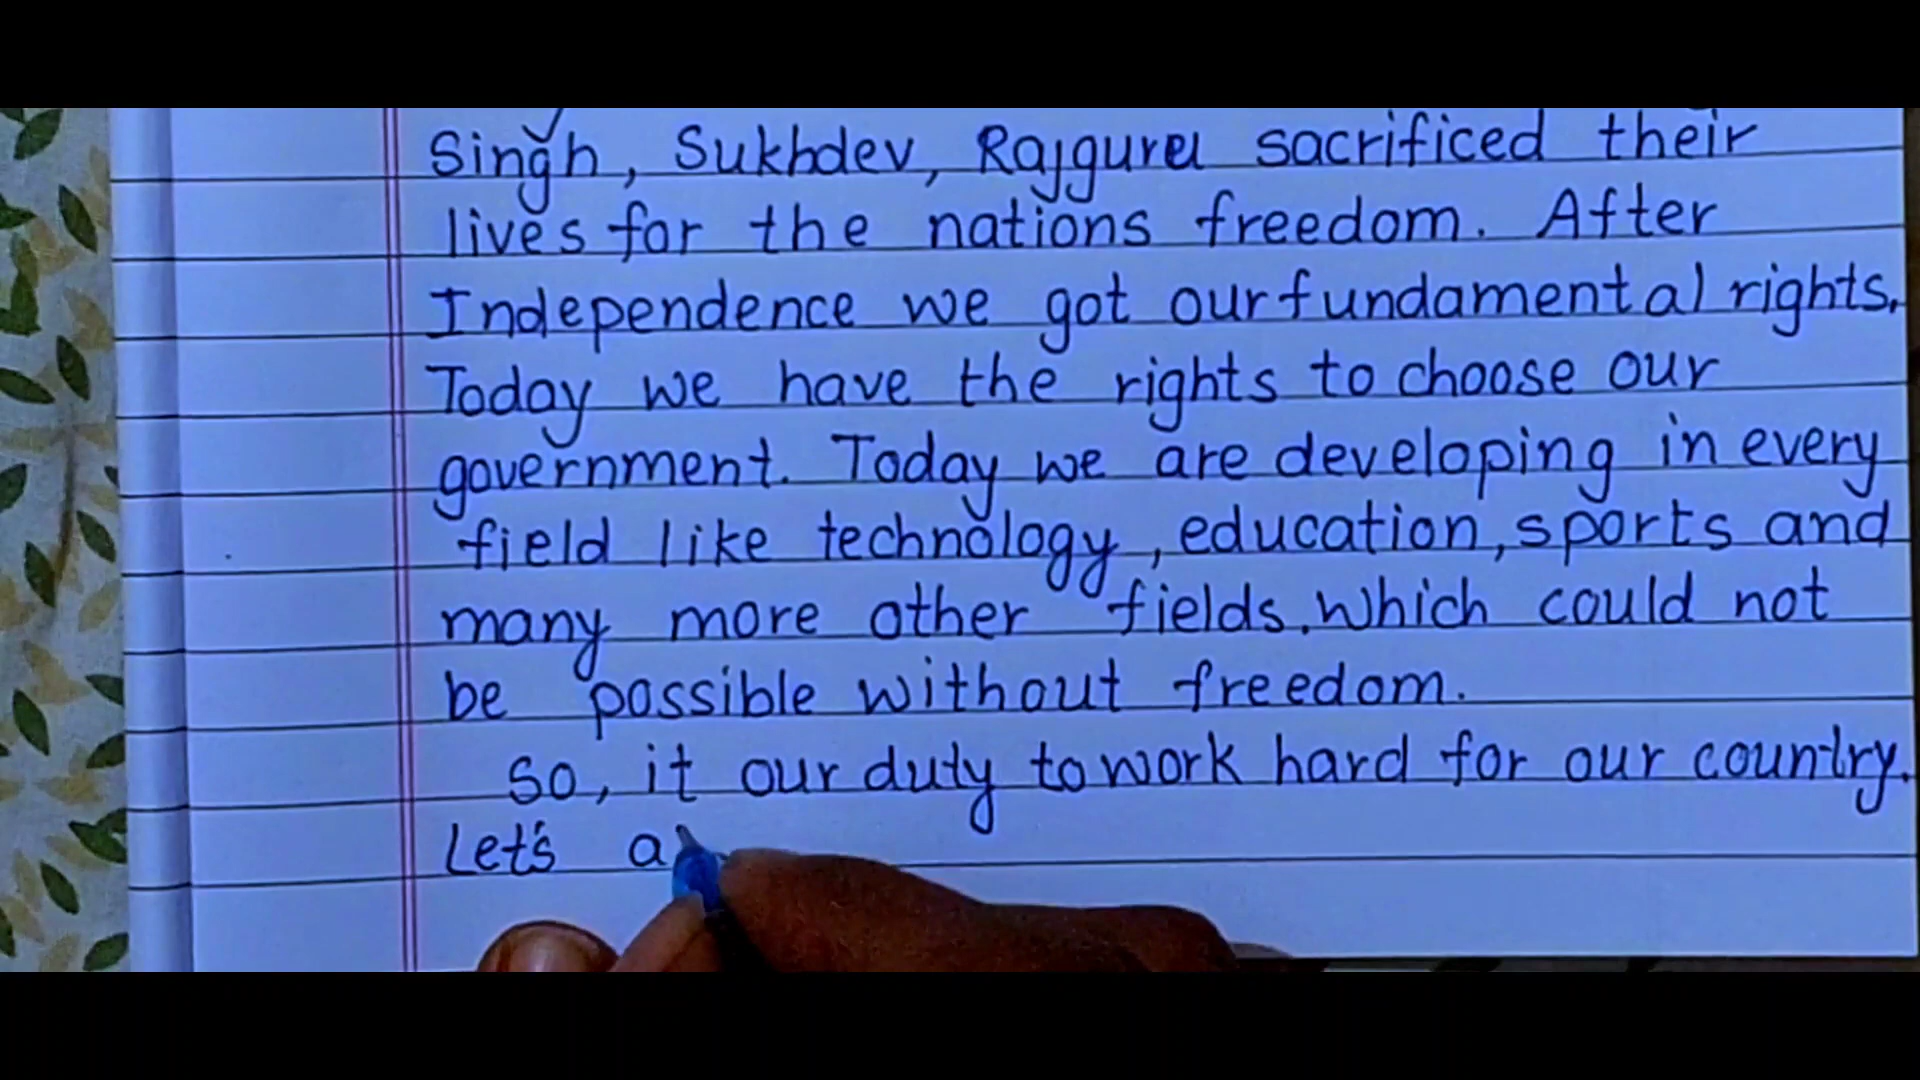 Singh, Sukhdev, Rajguru sacrificed their
lives for the nations freedom. After
Independence we got our fundamental rights.
Today we have the rights to choose our
government. Today we are developing in every
field like technology, education, sports and
many more other fields. Which could not
be possible without freedom.
So, it our duty to work hard for our country.
Let's a